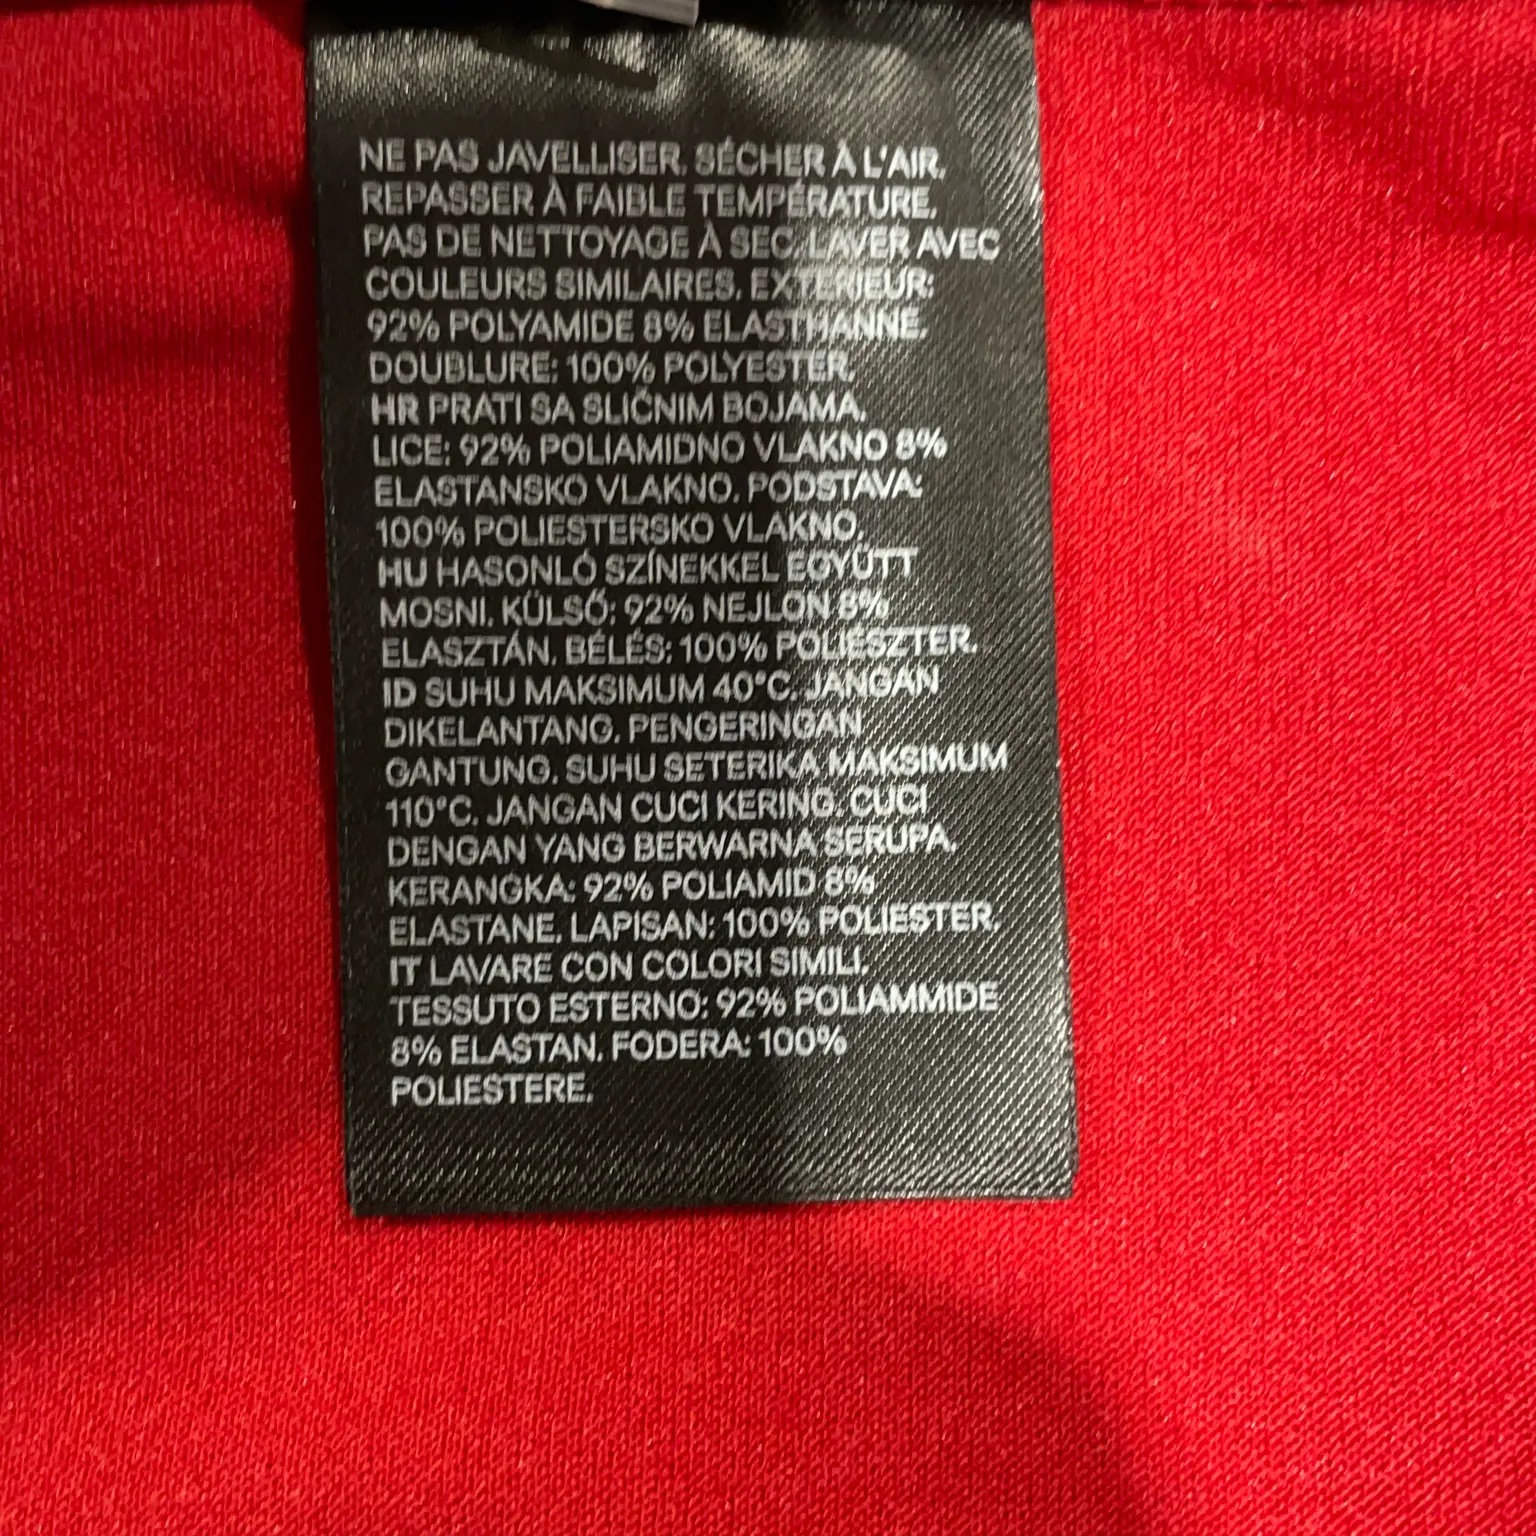 NE PAS JAVELLISER. SÉCHER À L'AIR.
REPASSER À FAIBLE TEMPÉRATURE.
PAS DE NETTOYAGE À SEC. LAVER AVEC
COULEURS SIMILAIRES. EXTÉRIEUR:
92% POLYAMIDE 8% ELASTHANNE.
DOUBLURE: 100% POLYESTER.
HR PRATI SA SLIČNIM BOJAMA.
LICE: 92% POLIAMIDNO VLAKNO 8%
ELASTANSKO VLAKNO. PODSTAVA:
100% POLIESTERSKO VLAKNO.
HU HASONLÓ SZÍNEKKEL EGYÜTT
MOSNI. KÜLSŐ: 92% NEJLON 8%
ELASZTÁN. BÉLÉS: 100% POLIESZTER.
ID SUHU MAKSIMUM 40°C. JANGAN
DIKELANTANG. PENGERINGAN
GANTUNG. SUHU SETERIKA MAKSIMUM
110°C. JANGAN CUCI KERING. CUCI
DENGAN YANG BERWARNA SERUPA.
KERANGKA: 92% POLIAMID 8%
ELASTANE. LAPISAN: 100% POLIESTER.
IT LAVARE CON COLORI SIMILI.
TESSUTO ESTERNO: 92% POLIAMMIDE
8% ELASTAN. FODERA: 100%
POLIESTERE.